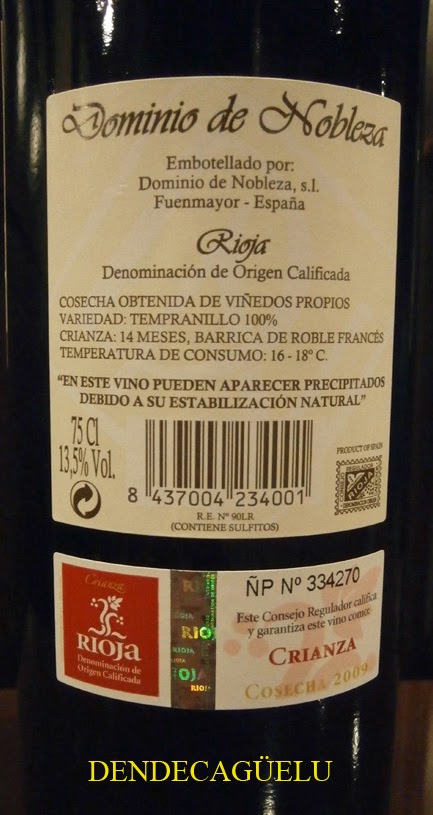 Dominio de Nobleza
Embotellado por:
Dominio de Nobleza, s.l.
Fuenmayor - España
Rioja
Denominación de Origen Calificada
COSECHA OBTENIDA DE VIÑEDOS PROPIOS
VARIEDAD: TEMPRANILLO 100%
CRIANZA: 14 MESES, BARRICA DE ROBLE FRANCÉS
TEMPERATURA DE CONSUMO: 16 - 18º C.
“EN ESTE VINO PUEDEN APARECER PRECIPITADOS
DEBIDO A SU ESTABILIZACIÓN NATURAL”
75 Cl
13,5% Vol.
8 437004 234001
R.E. Nº 90LR
(CONTIENE SULFITOS)
PRODUCT OF SPAIN
RIOJA
Crianza
RIOJA
Denominación de
Origen Calificada
RIOJA
RIOJA
ÑP Nº 334270
Este Consejo Regulador califica
y garantiza este vino como:
CRIANZA
COSECHA 2009
DENDECAGÜELU